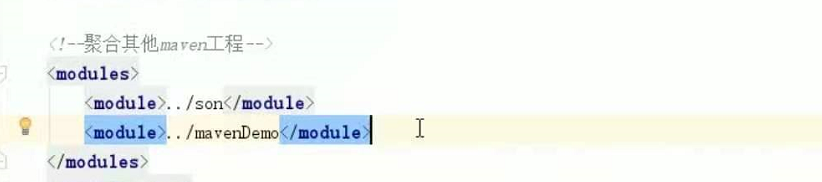 <!--聚合其他maven工程-->
<modules>
<module>../son</module>
<module>../mavenDemo</module>
</modules>